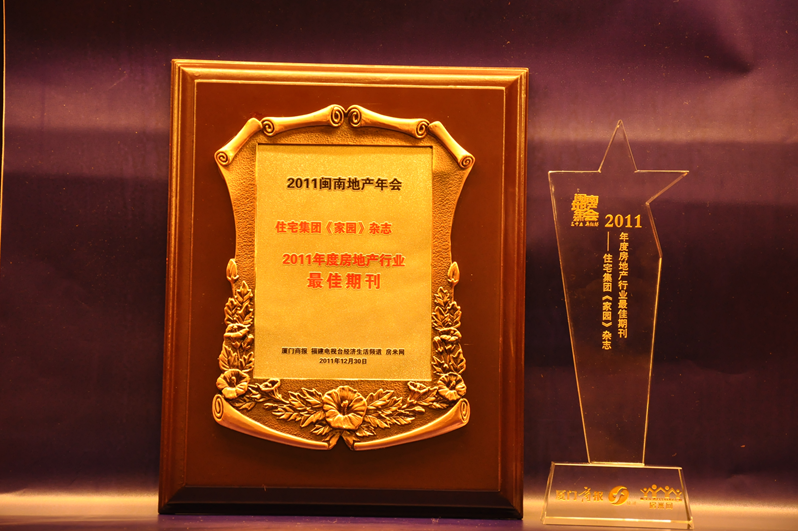 2011闽南地产年会
住宅集团《家园》杂志
2011年度房地产行业
最佳期刊
厦门商报 福建电视台经济生活频道 房米网
2011年12月30日
2011
年度房地产行业最佳期刊
——住宅集团《家园》杂志